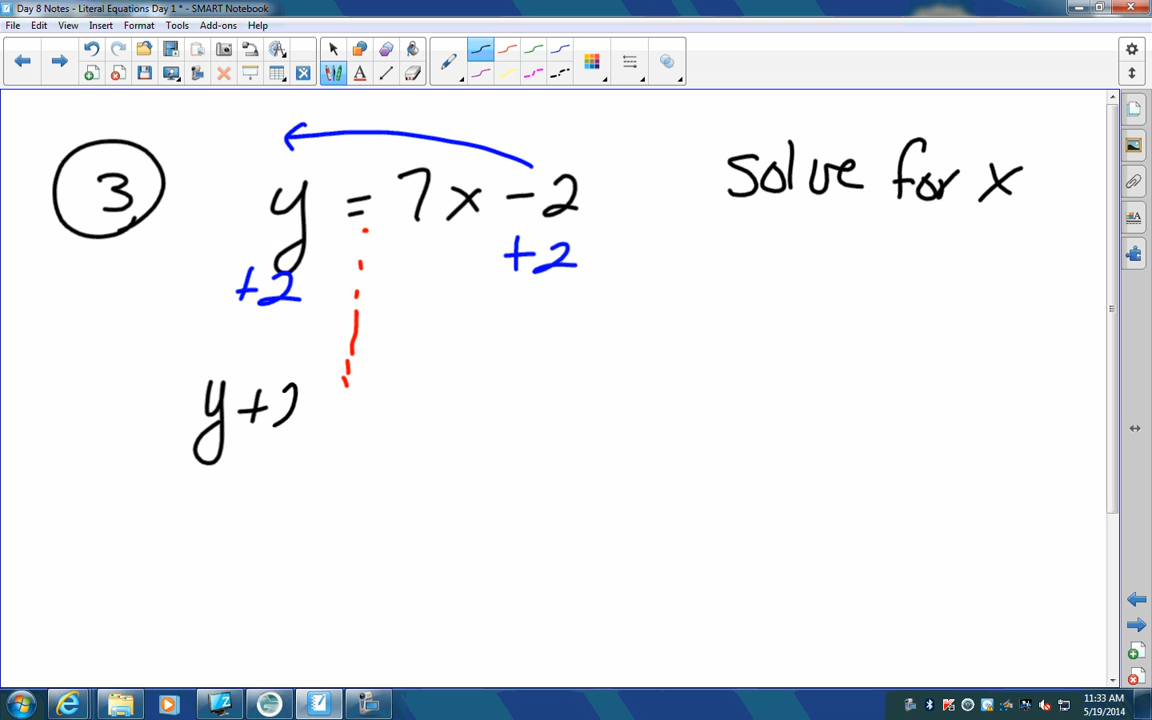 Day 8 Notes - Literal Equations Day 1 * - SMART Notebook
File Edit View Insert Format Tools Add-ons Help
3 y = 7x - 2 solve for x
+2 +2
y+2
11:33 AM
5/19/2014